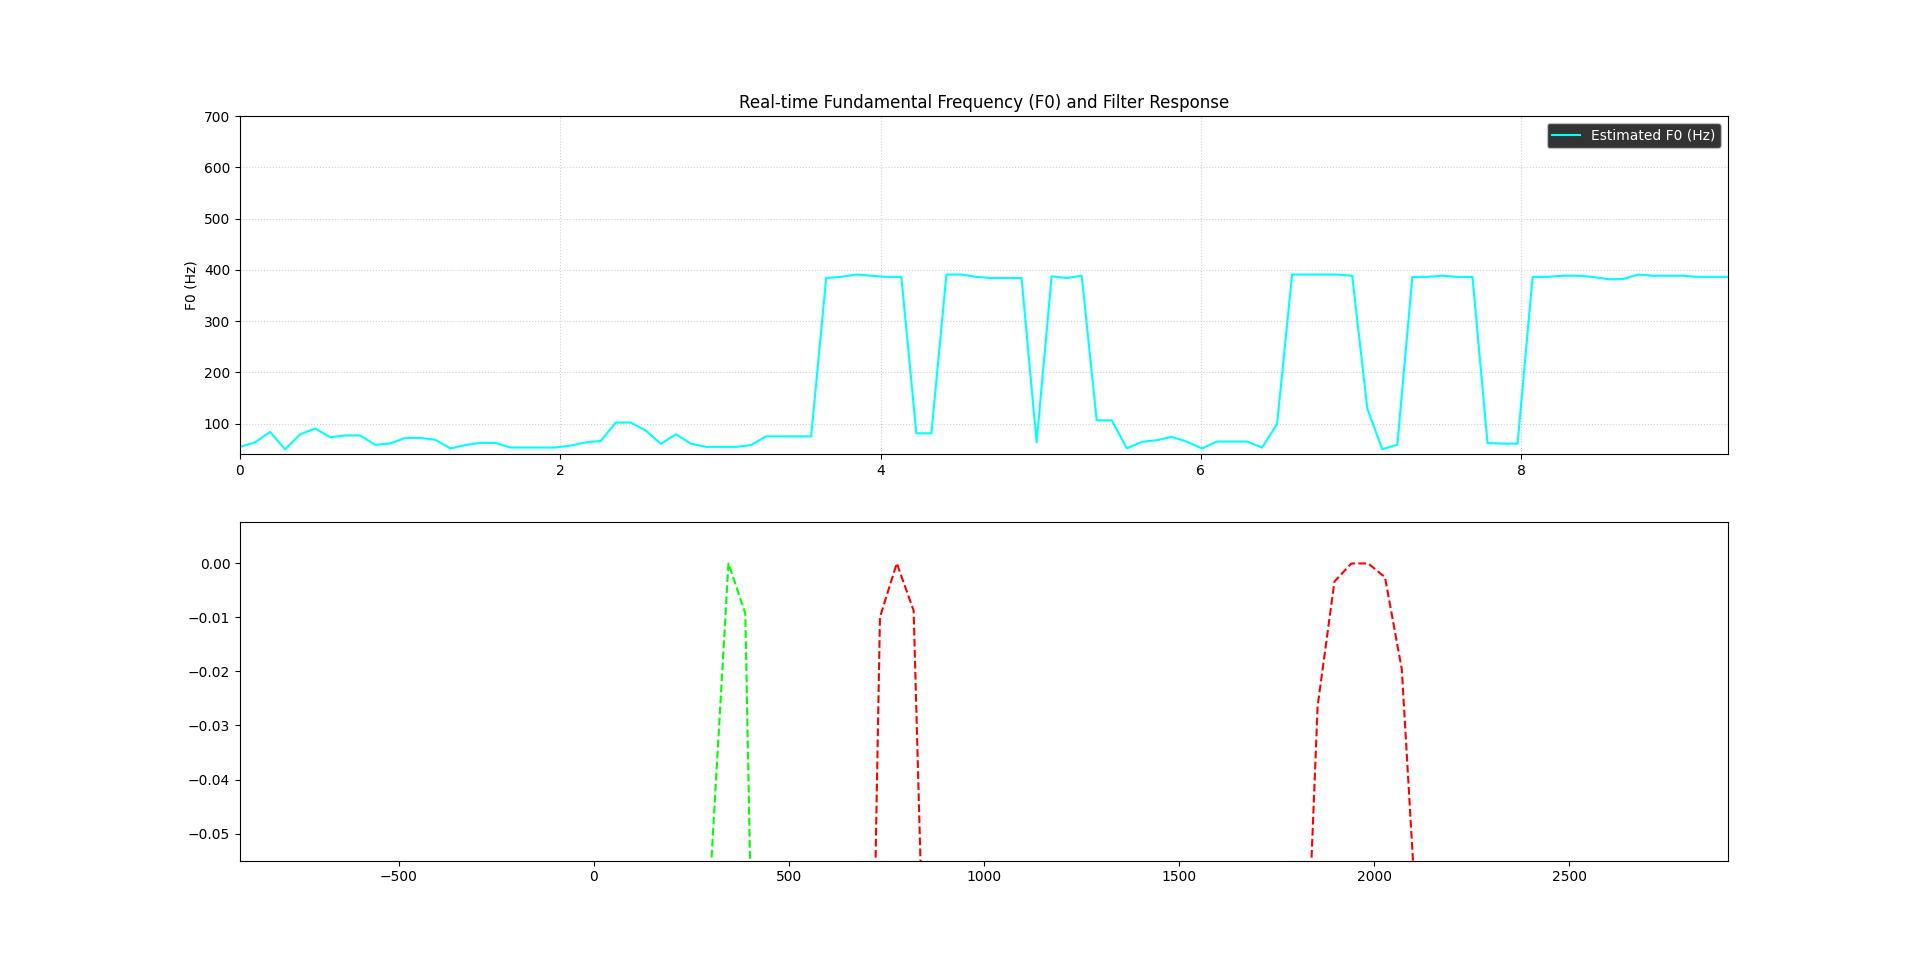 Real-time Fundamental Frequency (F0) and Filter Response
700
600
500
400
300
200
100
F0 (Hz)
Estimated F0 (Hz)
0 2 4 6 8
0.00
−0.01
−0.02
−0.03
−0.04
−0.05
−500 0 500 1000 1500 2000 2500